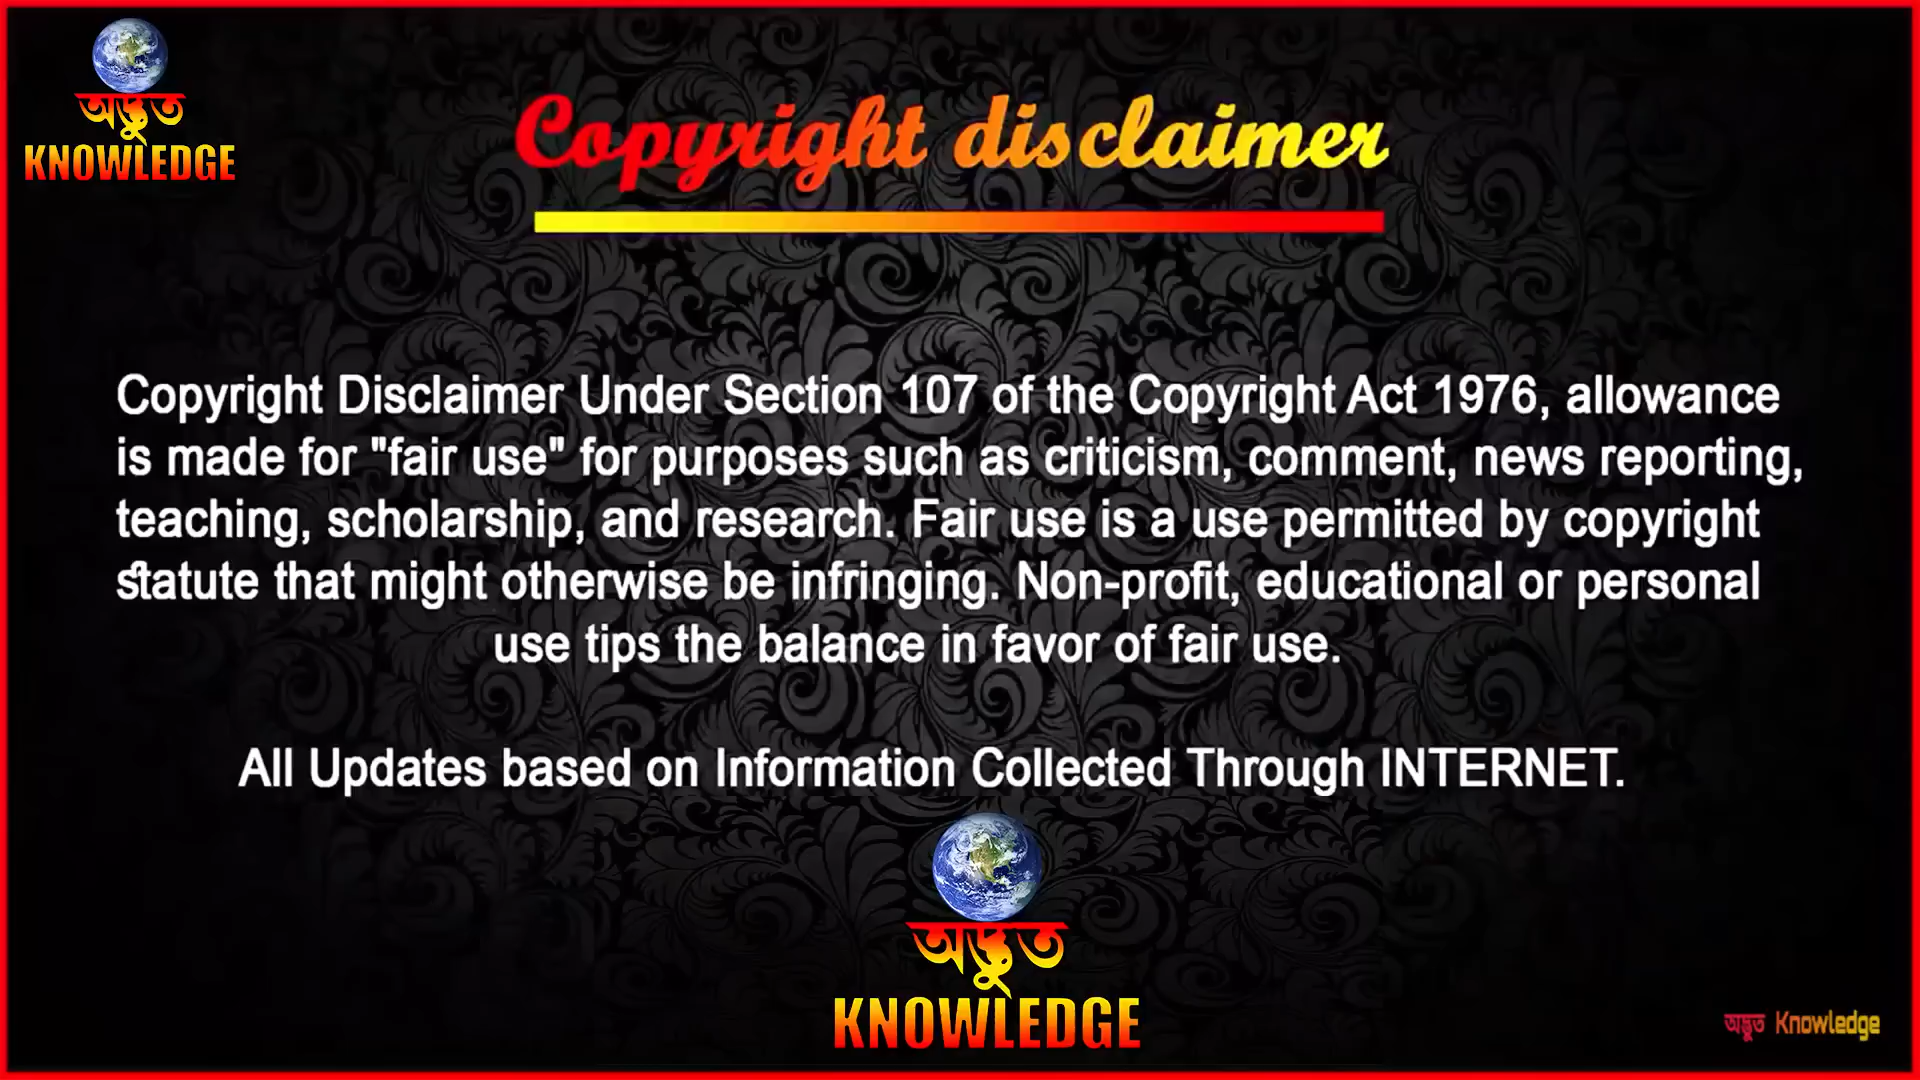 অদ্ভুত
KNOWLEDGE
Copyright disclaimer
Copyright Disclaimer Under Section 107 of the Copyright Act 1976, allowance
is made for "fair use" for purposes such as criticism, comment, news reporting,
teaching, scholarship, and research. Fair use is a use permitted by copyright
statute that might otherwise be infringing. Non-profit, educational or personal
use tips the balance in favor of fair use.
All Updates based on Information Collected Through INTERNET.
অদ্ভুত
KNOWLEDGE
অদ্ভুত Knowledge